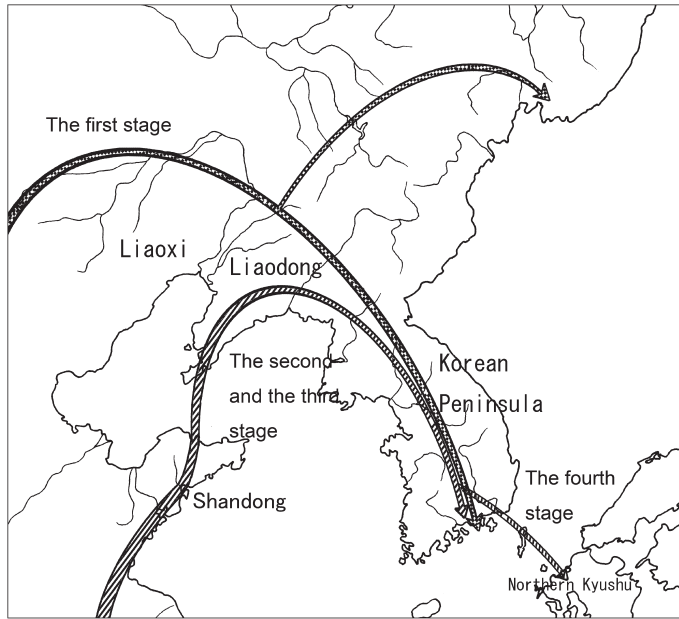 The first stage
Liaoxi
Liaodong
The second
and the third
stage
Korean
Peninsula
Shandong
The fourth
stage
Northern Kyushu